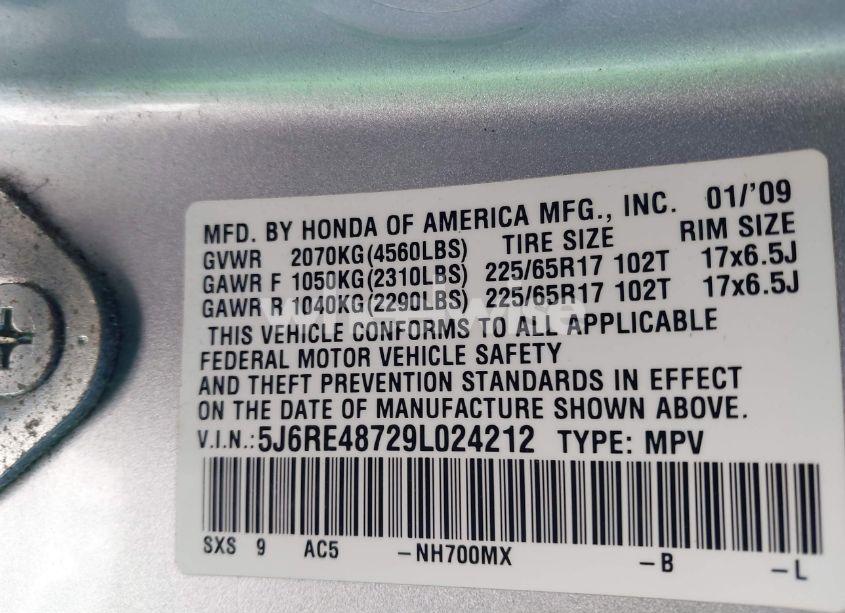 MFD. BY HONDA OF AMERICA MFG., INC. 01/'09
GVWR 2070KG(4560LBS) TIRE SIZE RIM SIZE
GAWR F 1050KG(2310LBS) 225/65R17 102T 17x6.5J
GAWR R 1040KG(2290LBS) 225/65R17 102T 17x6.5J
THIS VEHICLE CONFORMS TO ALL APPLICABLE
FEDERAL MOTOR VEHICLE SAFETY
AND THEFT PREVENTION STANDARDS IN EFFECT
ON THE DATE OF MANUFACTURE SHOWN ABOVE.
V.I.N.: 5J6RE48729L024212 TYPE: MPV
SXS 9 AC5 -NH700MX -B -L